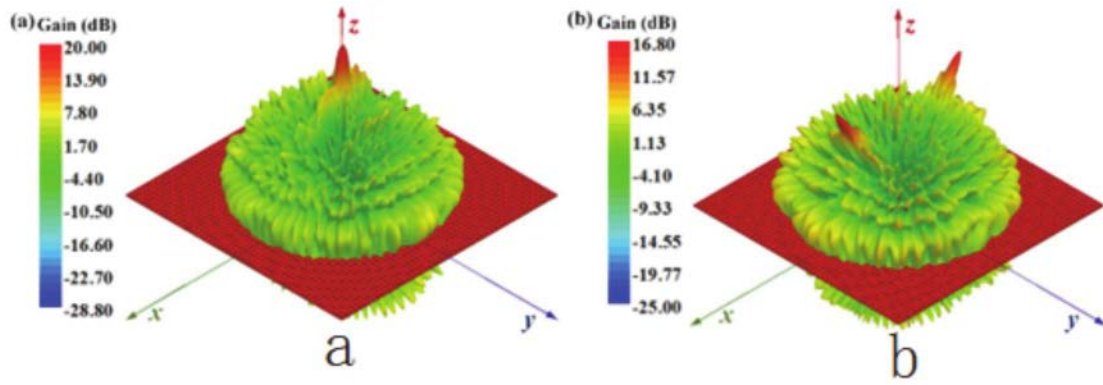 (a) Gain (dB)
20.00
13.90
7.80
1.70
-4.40
-10.50
-16.60
-22.70
-28.80
z
x
y
a
(b) Gain (dB)
16.80
11.57
6.35
1.13
-4.10
-9.33
-14.55
-19.77
-25.00
z
x
y
b